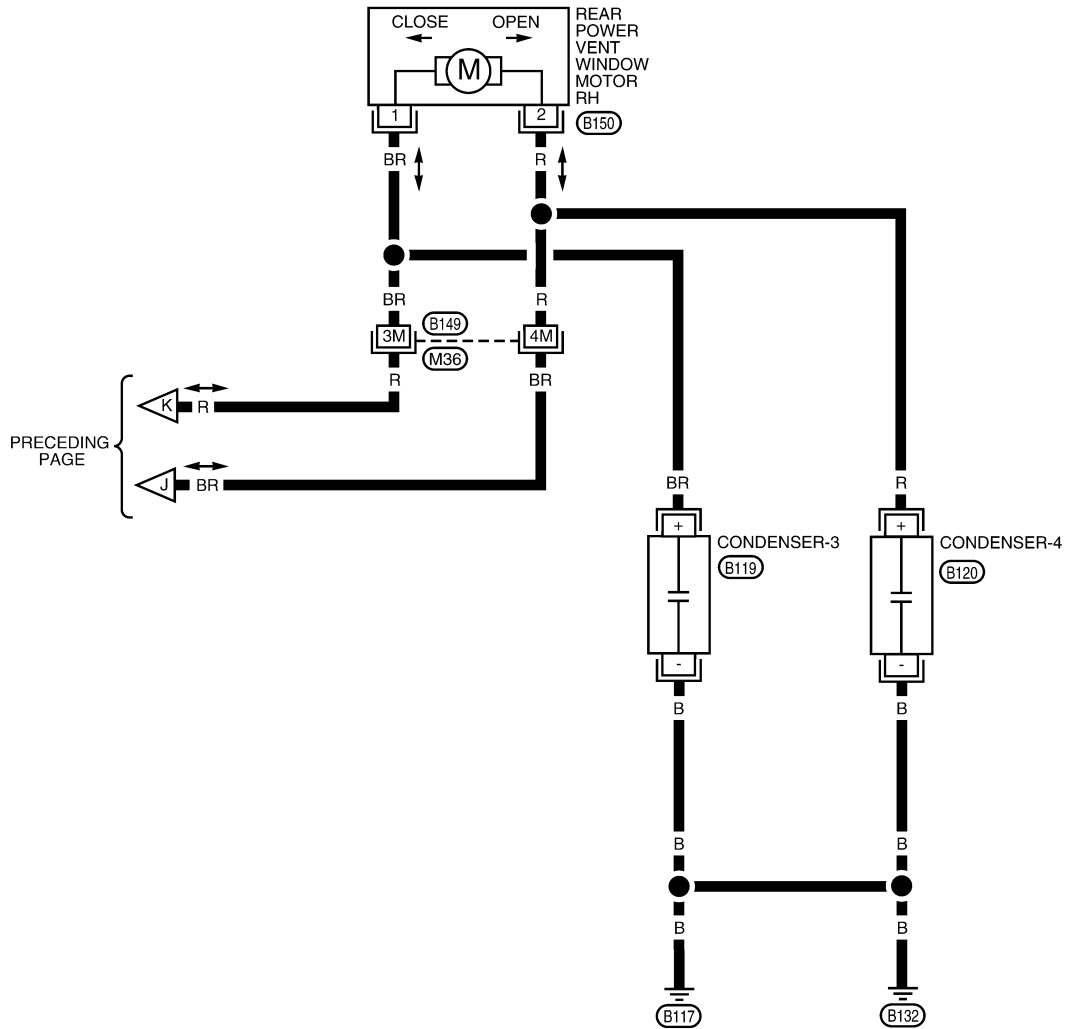 CLOSE OPEN
REAR
POWER
VENT
WINDOW
MOTOR
RH
M
1 2
B150
BR R
BR R
3M B149 4M
M36
R BR
K R
PRECEDING
PAGE
J BR
BR R
+ +
CONDENSER-3 CONDENSER-4
B119 B120
- -
B B
B B
B B
B117 B132